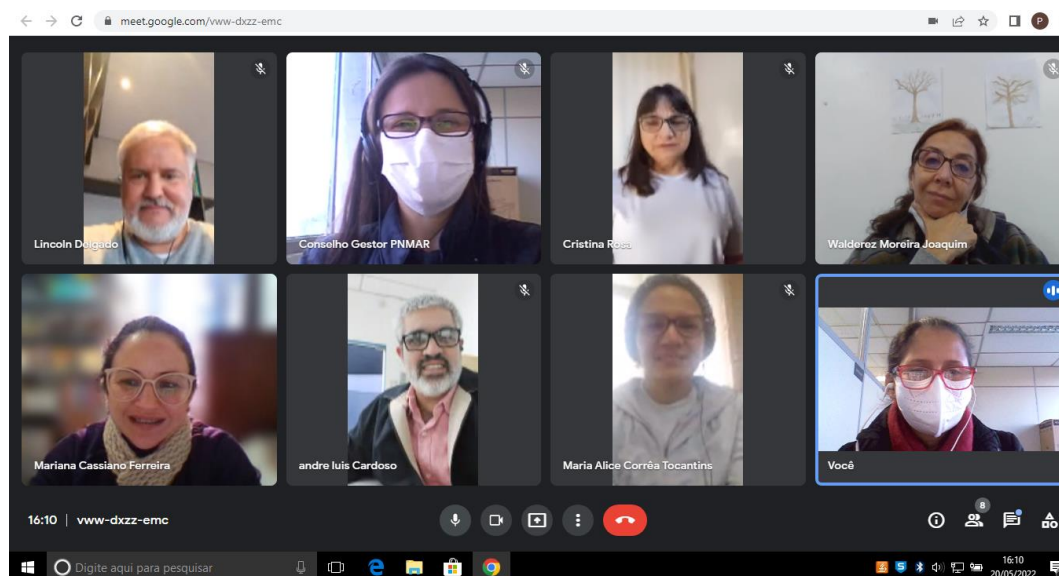 meet.google.com/vww-dxzz-emc
P
Lincoln Delgado
Conselho Gestor PNMAR
Cristina Rosa
Walderez Moreira Joaquim
Mariana Cassiano Ferreira
andre luis Cardoso
Maria Alice Corrêa Tocantins
Você
16:10 | vww-dxzz-emc
8
Digite aqui para pesquisar
16:10
20/05/2022